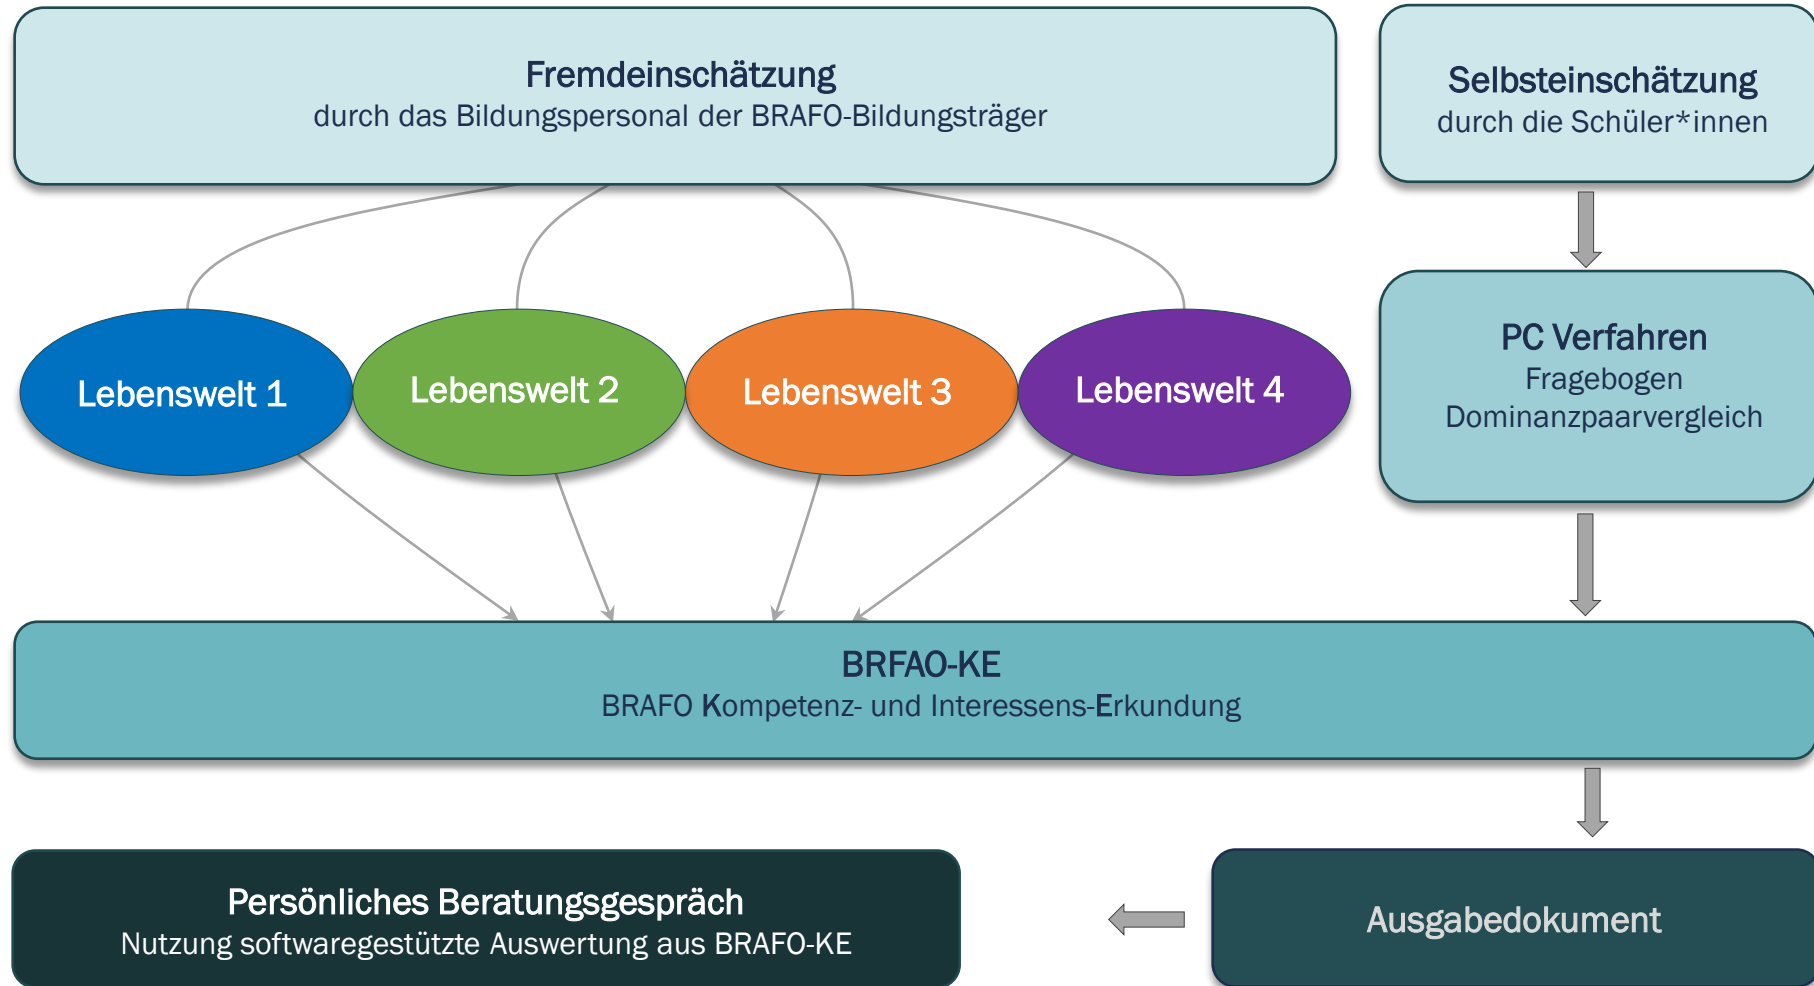 Fremdeinschätzung
durch das Bildungspersonal der BRAFO-Bildungsträger
Selbsteinschätzung
durch die Schüler*innen
Lebenswelt 1
Lebenswelt 2
Lebenswelt 3
Lebenswelt 4
PC Verfahren
Fragebogen
Dominanzpaarvergleich
BRFAO-KE
BRAFO Kompetenz- und Interessens-Erkundung
Persönliches Beratungsgespräch
Nutzung softwaregestützte Auswertung aus BRAFO-KE
Ausgabedokument